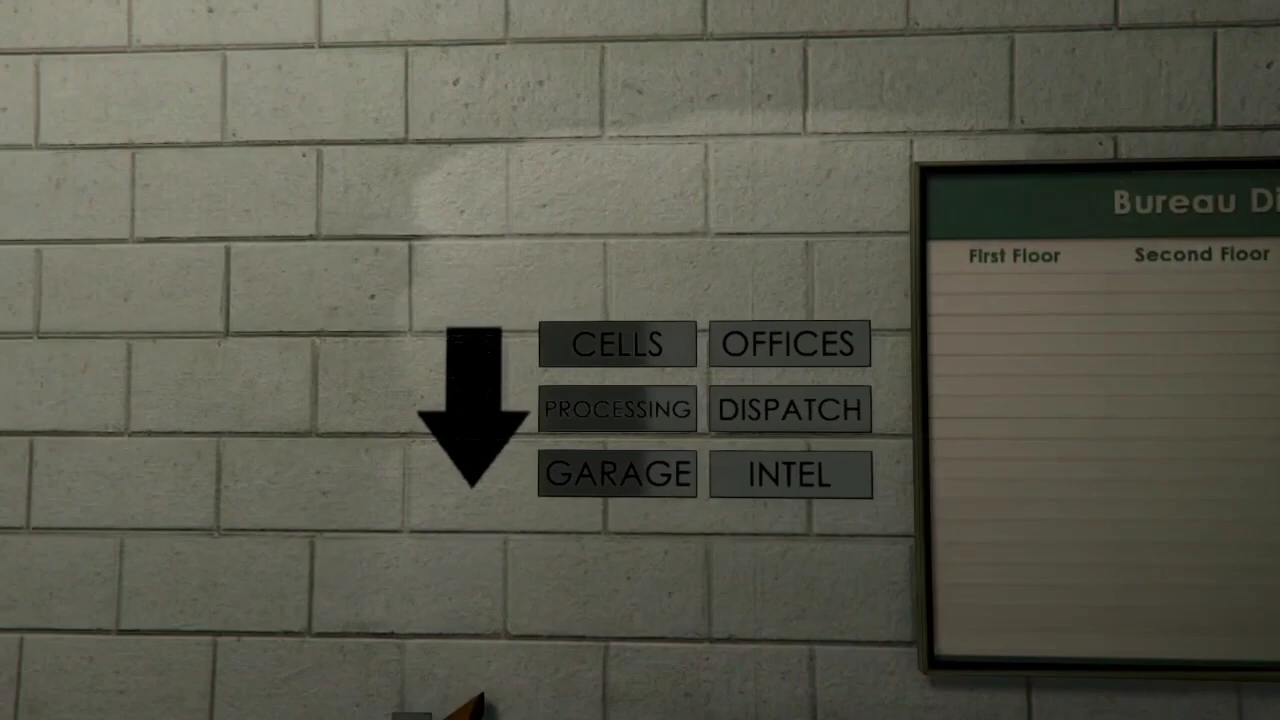 CELLS OFFICES
PROCESSING DISPATCH
GARAGE INTEL
Bureau Di
First Floor Second Floor